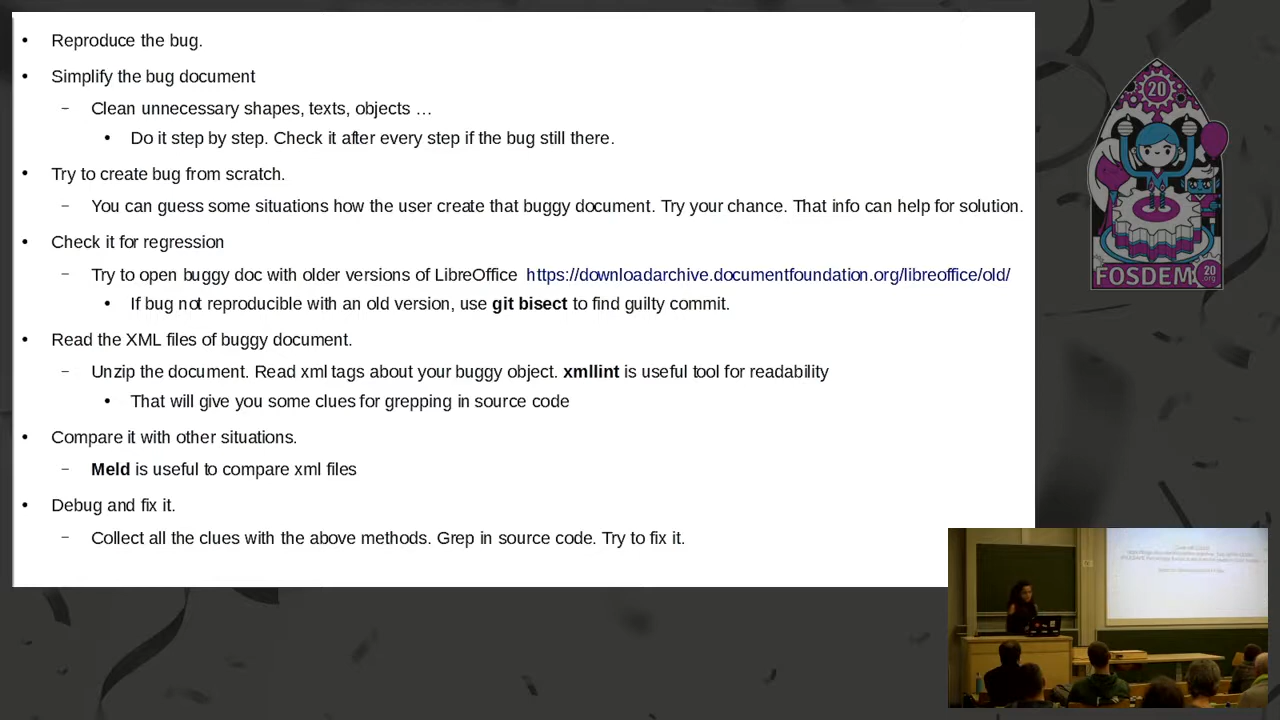 • Reproduce the bug.
• Simplify the bug document
– Clean unnecessary shapes, texts, objects …
• Do it step by step. Check it after every step if the bug still there.
• Try to create bug from scratch.
– You can guess some situations how the user create that buggy document. Try your chance. That info can help for solution.
• Check it for regression
– Try to open buggy doc with older versions of LibreOffice https://downloadarchive.documentfoundation.org/libreoffice/old/
• If bug not reproducible with an old version, use git bisect to find guilty commit.
• Read the XML files of buggy document.
– Unzip the document. Read xml tags about your buggy object. xmllint is useful tool for readability
• That will give you some clues for grepping in source code
• Compare it with other situations.
– Meld is useful to compare xml files
• Debug and fix it.
– Collect all the clues with the above methods. Grep in source code. Try to fix it.
20
FOSDEM
20
.org